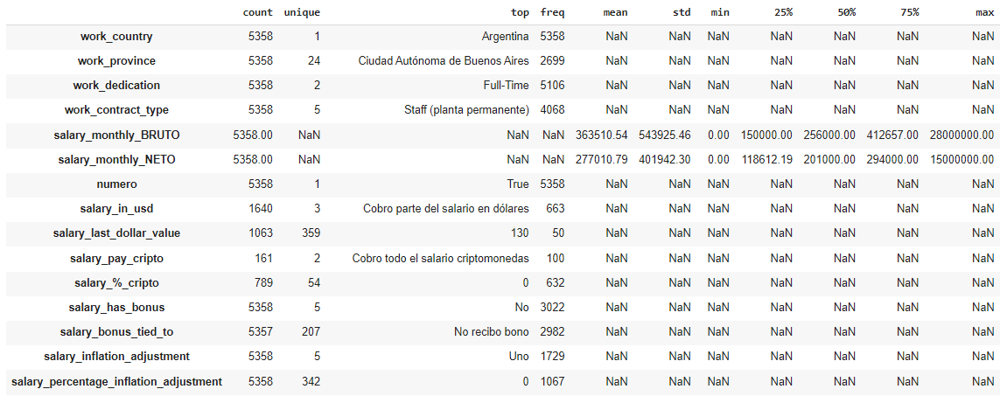 count unique top freq mean std min 25% 50% 75% max
work_country 5358 1 Argentina 5358 NaN NaN NaN NaN NaN NaN NaN
work_province 5358 24 Ciudad Autónoma de Buenos Aires 2699 NaN NaN NaN NaN NaN NaN NaN
work_dedication 5358 2 Full-Time 5106 NaN NaN NaN NaN NaN NaN NaN
work_contract_type 5358 5 Staff (planta permanente) 4068 NaN NaN NaN NaN NaN NaN NaN
salary_monthly_BRUTO 5358.00 NaN NaN NaN 363510.54 543925.46 0.00 150000.00 256000.00 412657.00 28000000.00
salary_monthly_NETO 5358.00 NaN NaN NaN 277010.79 401942.30 0.00 118612.19 201000.00 294000.00 15000000.00
numero 5358 1 True 5358 NaN NaN NaN NaN NaN NaN NaN
salary_in_usd 1640 3 Cobro parte del salario en dólares 663 NaN NaN NaN NaN NaN NaN NaN
salary_last_dollar_value 1063 359 130 50 NaN NaN NaN NaN NaN NaN NaN
salary_pay_cripto 161 2 Cobro todo el salario criptomonedas 100 NaN NaN NaN NaN NaN NaN NaN
salary_%_cripto 789 54 0 632 NaN NaN NaN NaN NaN NaN NaN
salary_has_bonus 5358 5 No 3022 NaN NaN NaN NaN NaN NaN NaN
salary_bonus_tied_to 5357 207 No recibo bono 2982 NaN NaN NaN NaN NaN NaN NaN
salary_inflation_adjustment 5358 5 Uno 1729 NaN NaN NaN NaN NaN NaN NaN
salary_percentage_inflation_adjustment 5358 342 0 1067 NaN NaN NaN NaN NaN NaN NaN